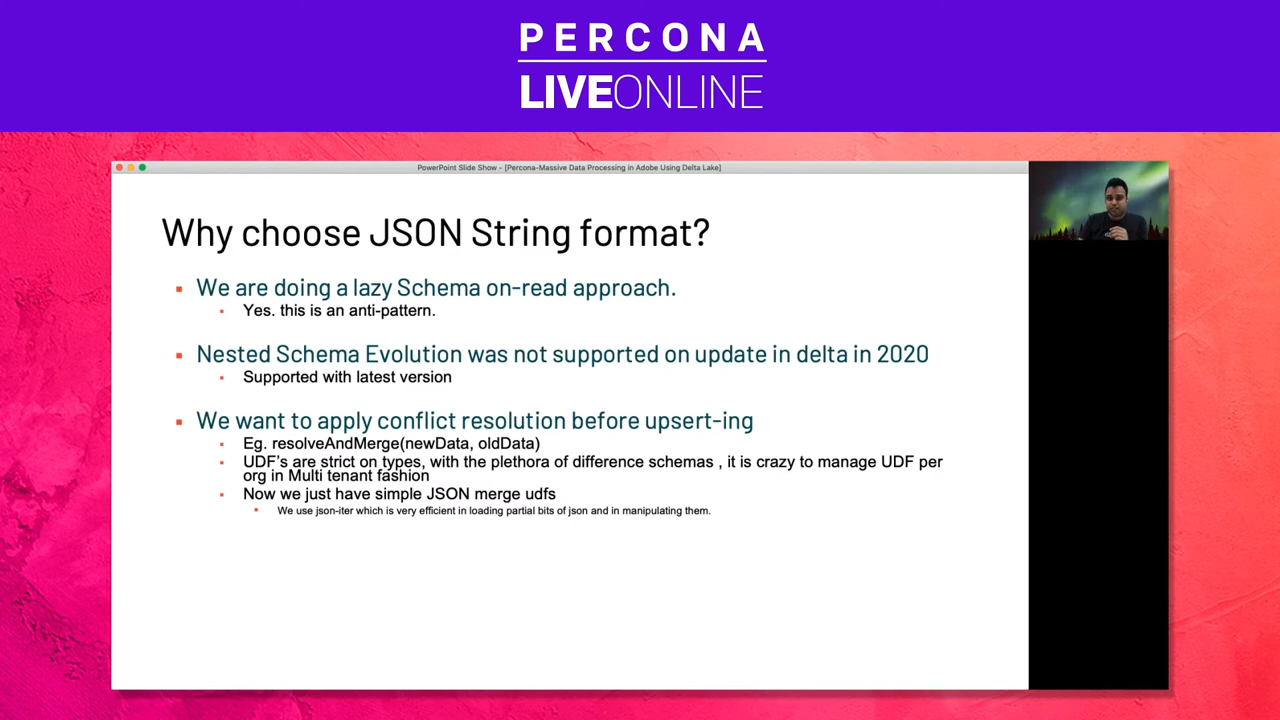 PERCONA
LIVEONLINE
PowerPoint Slide Show - [Percona-Massive Data Processing in Adobe Using Delta Lake]
Why choose JSON String format?
We are doing a lazy Schema on-read approach.
Yes. this is an anti-pattern.
Nested Schema Evolution was not supported on update in delta in 2020
Supported with latest version
We want to apply conflict resolution before upsert-ing
Eg. resolveAndMerge(newData, oldData)
UDF's are strict on types, with the plethora of difference schemas , it is crazy to manage UDF per
org in Multi tenant fashion
Now we just have simple JSON merge udfs
We use json-iter which is very efficient in loading partial bits of json and in manipulating them.